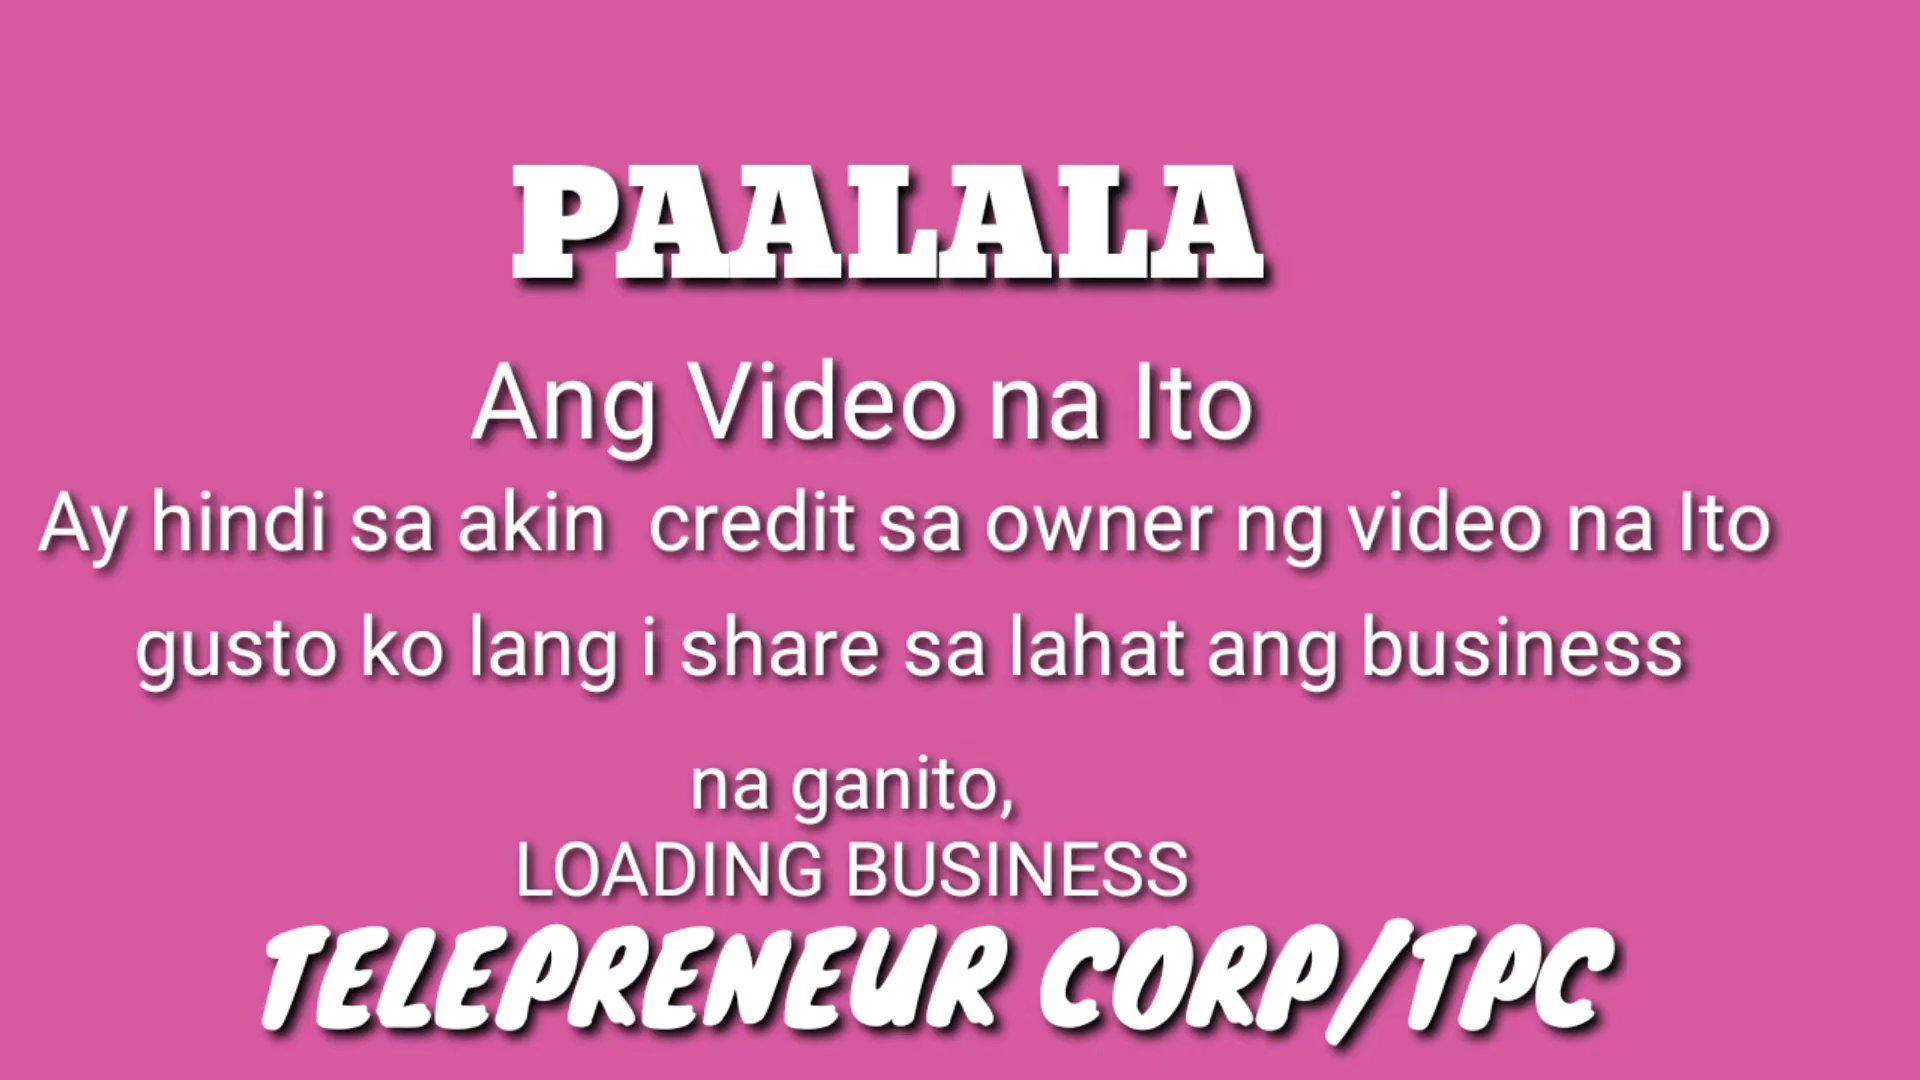 PAALALA
Ang Video na Ito
Ay hindi sa akin credit sa owner ng video na Ito
gusto ko lang i share sa lahat ang business
na ganito,
LOADING BUSINESS
TELEPRENEUR CORP/TPC